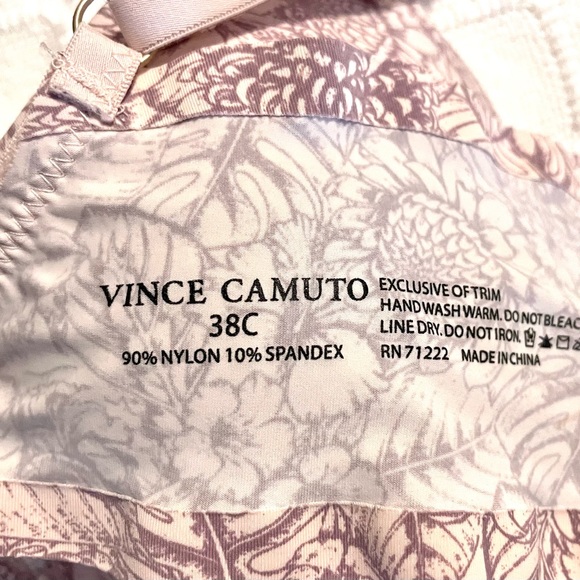 VINCE CAMUTO
38C
90% NYLON 10% SPANDEX
EXCLUSIVE OF TRIM
HAND WASH WARM. DO NOT BLEAC
LINE DRY. DO NOT IRON.
RN 71222 MADE IN CHINA